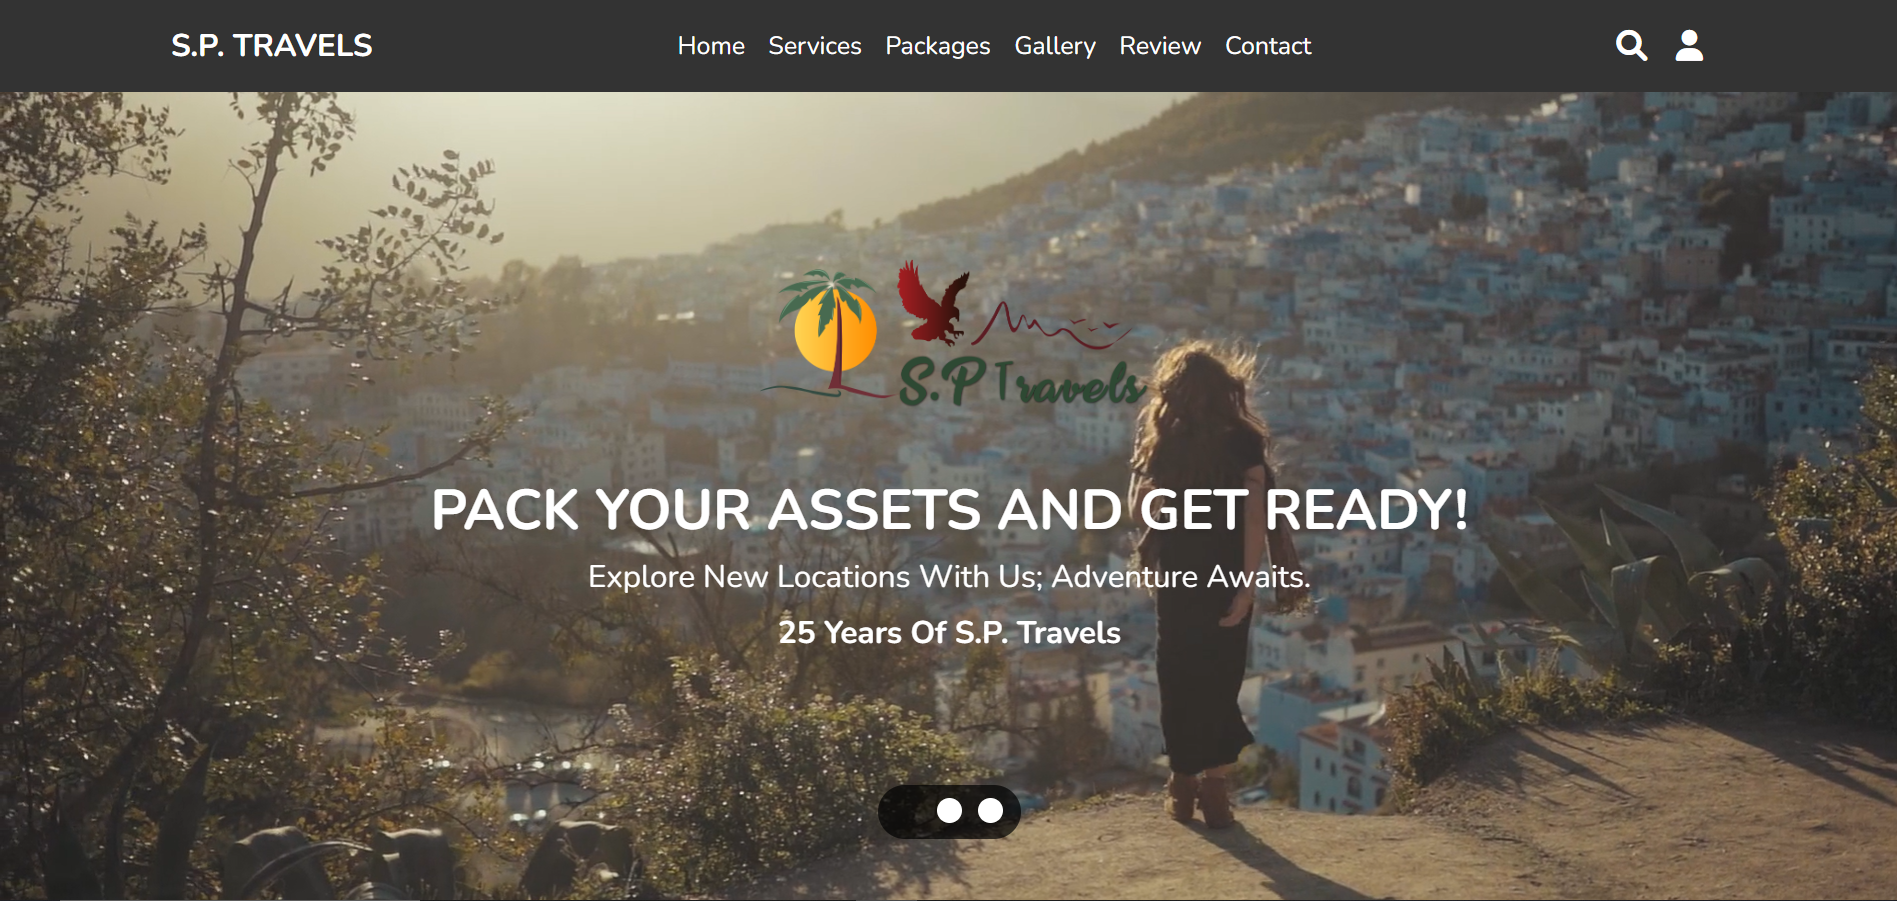 S.P. TRAVELS
Home Services Packages Gallery Review Contact
S.P Travels
PACK YOUR ASSETS AND GET READY!
Explore New Locations With Us; Adventure Awaits.
25 Years Of S.P. Travels